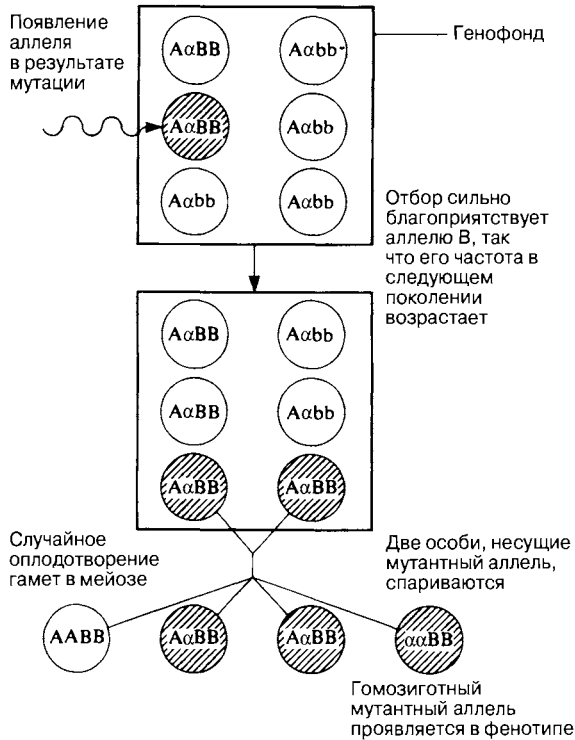 Появление
аллеля
в результате
мутации
Генофонд
AαBB
Aαbb
AαBB
Aαbb
Aαbb
Aαbb
Отбор сильно
благоприятствует
аллелю В, так
что его частота в
следующем
поколении
возрастает
AαBB
Aαbb
AαBB
Aαbb
AαBB
AαBB
Случайное
оплодотворение
гамет в мейозе
Две особи, несущие
мутантный аллель,
спариваются
AABB
AαBB
AαBB
ααBB
Гомозиготный
мутантный аллель
проявляется в фенотипе